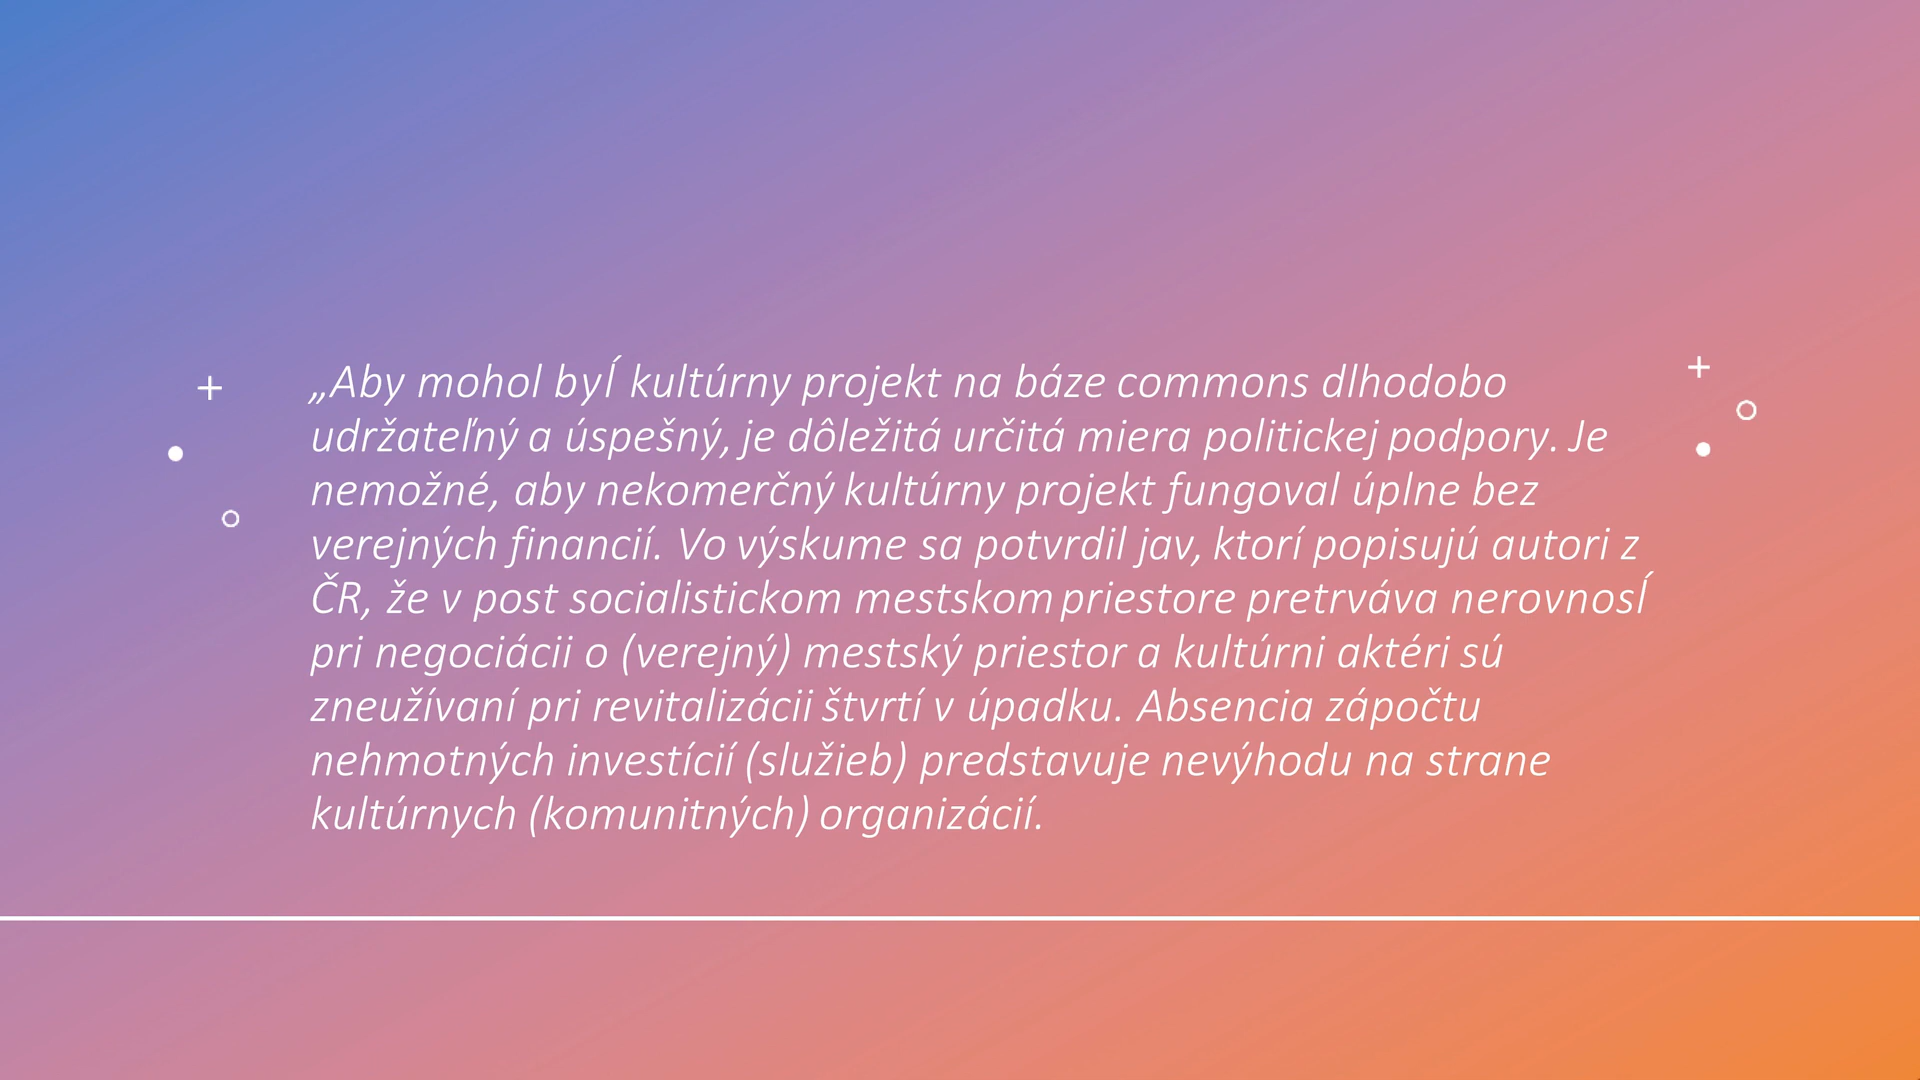 „Aby mohol byĺ kultúrny projekt na báze commons dlhodobo
udržateľný a úspešný, je dôležitá určitá miera politickej podpory. Je
nemožné, aby nekomerčný kultúrny projekt fungoval úplne bez
verejných financií. Vo výskume sa potvrdil jav, ktorí popisujú autori z
ČR, že v post socialistickom mestskom priestore pretrváva nerovnosĺ
pri negociácii o (verejný) mestský priestor a kultúrni aktéri sú
zneužívaní pri revitalizácii štvrtí v úpadku. Absencia zápočtu
nehmotných investícií (služieb) predstavuje nevýhodu na strane
kultúrnych (komunitných) organizácií.